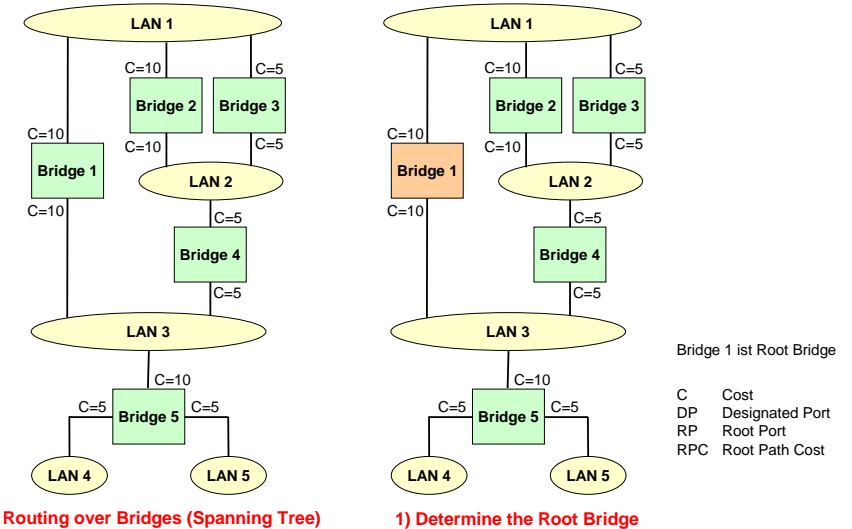 LAN 1
C=10
C=5
Bridge 2
Bridge 3
C=10
C=10
C=5
Bridge 1
LAN 2
C=10
C=5
Bridge 4
C=5
LAN 3
C=10
C=5
Bridge 5
C=5
LAN 4
LAN 5
Routing over Bridges (Spanning Tree)
LAN 1
C=10
C=5
Bridge 2
Bridge 3
C=10
C=10
C=5
Bridge 1
LAN 2
C=10
C=5
Bridge 4
C=5
LAN 3
C=10
C=5
Bridge 5
C=5
LAN 4
LAN 5
1) Determine the Root Bridge
Bridge 1 ist Root Bridge
C Cost
DP Designated Port
RP Root Port
RPC Root Path Cost